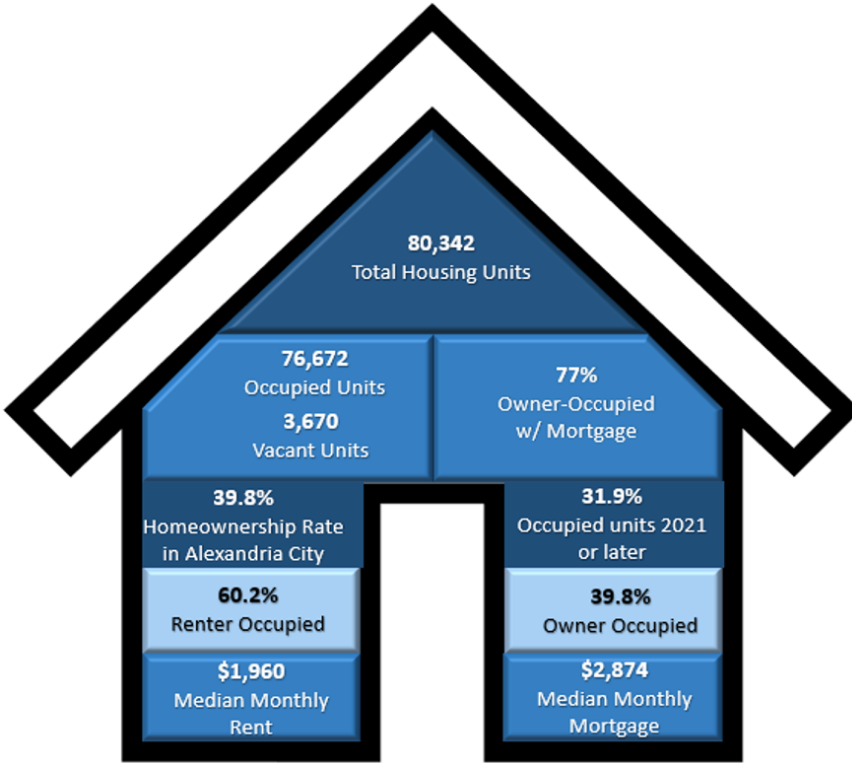 80,342
Total Housing Units
76,672
Occupied Units
3,670
Vacant Units
77%
Owner-Occupied
w/ Mortgage
39.8%
Homeownership Rate
in Alexandria City
31.9%
Occupied units 2021
or later
60.2%
Renter Occupied
39.8%
Owner Occupied
$1,960
Median Monthly
Rent
$2,874
Median Monthly
Mortgage